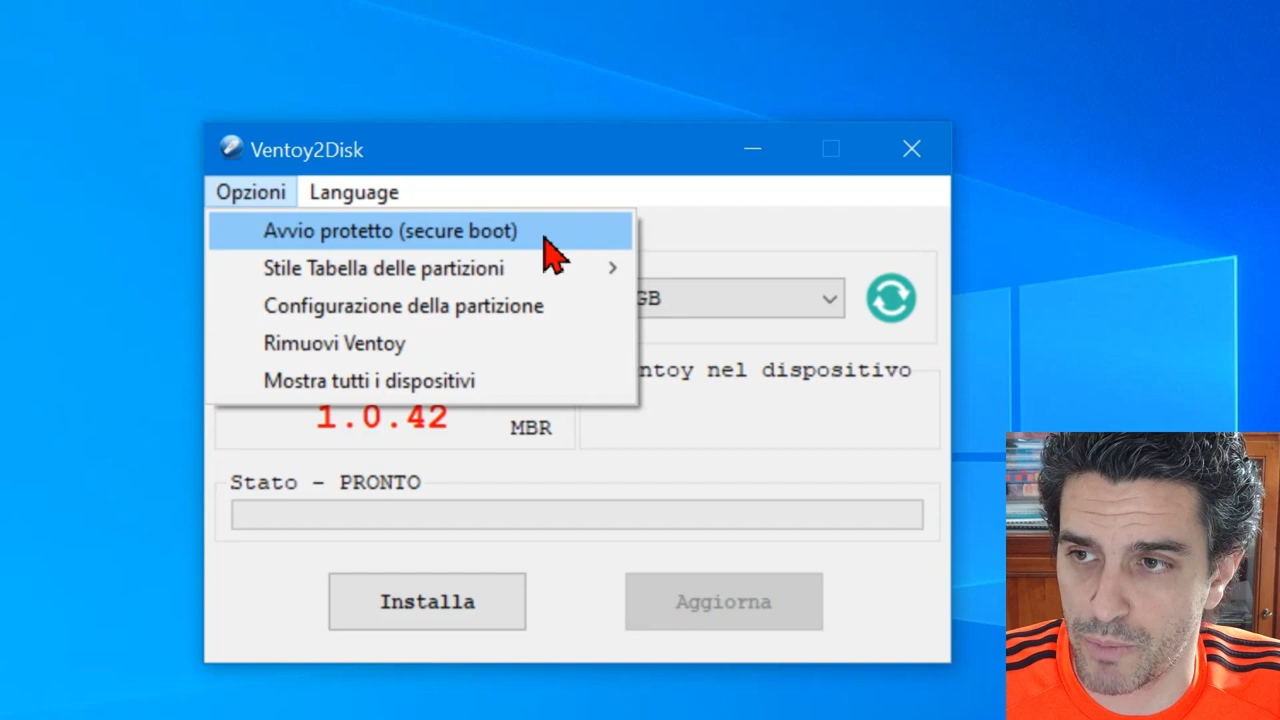 Ventoy2Disk
Opzioni Language
Avvio protetto (secure boot)
Stile Tabella delle partizioni
Configurazione della partizione
Rimuovi Ventoy
Mostra tutti i dispositivi
GB
ntoy nel dispositivo
1.0.42
MBR
Stato - PRONTO
Installa
Aggiorna